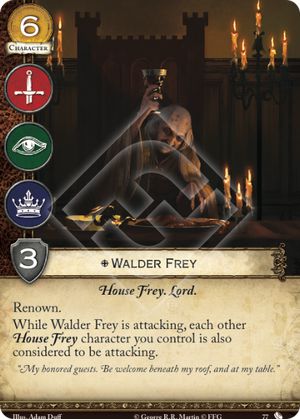 6
CHARACTER
3
WALDER FREY
House Frey. Lord.
Renown.
While Walder Frey is attacking, each other
House Frey character you control is also
considered to be attacking.
"My honored guests. Be welcome beneath my roof, and at my table."
Illus. Adam Duff
© George R.R. Martin © FFG
77